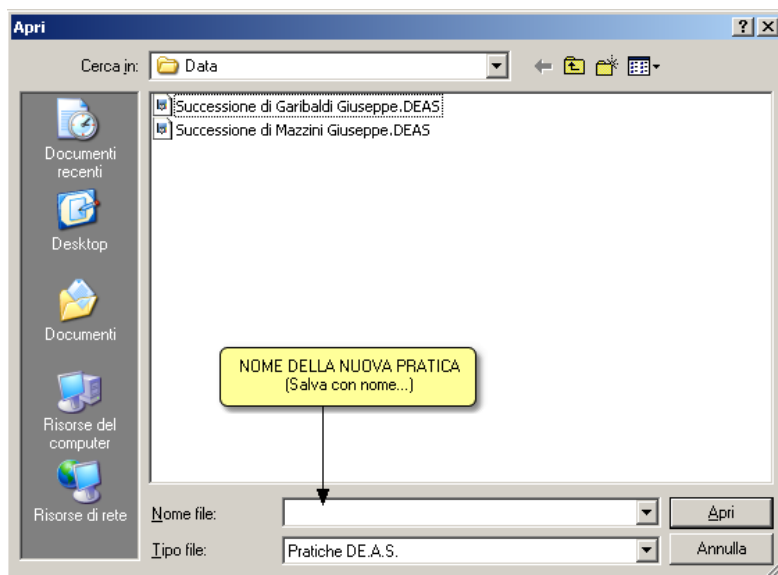 Apri
Cerca in: Data
Successione di Garibaldi Giuseppe.DEAS
Successione di Mazzini Giuseppe.DEAS
Documenti
recenti
Desktop
Documenti
Risorse del
computer
Risorse di rete
NOME DELLA NUOVA PRATICA
(Salva con nome...)
Nome file: Apri
Tipo file: Pratiche DE.A.S. Annulla